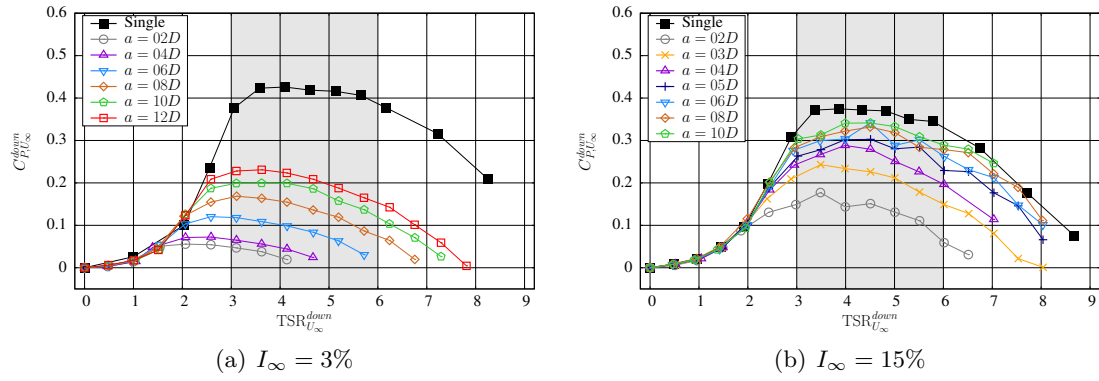 0.6
0.5
0.4
0.3
0.2
0.1
0
C^{down}_{P,U_∞}
Single
a = 02D
a = 04D
a = 06D
a = 08D
a = 10D
a = 12D
0 1 2 3 4 5 6 7 8 9
TSR^{down}_{U_∞}
(a) I_∞ = 3%
0.6
0.5
0.4
0.3
0.2
0.1
0
C^{down}_{P,U_∞}
Single
a = 02D
a = 03D
a = 04D
a = 05D
a = 06D
a = 08D
a = 10D
0 1 2 3 4 5 6 7 8 9
TSR^{down}_{U_∞}
(b) I_∞ = 15%